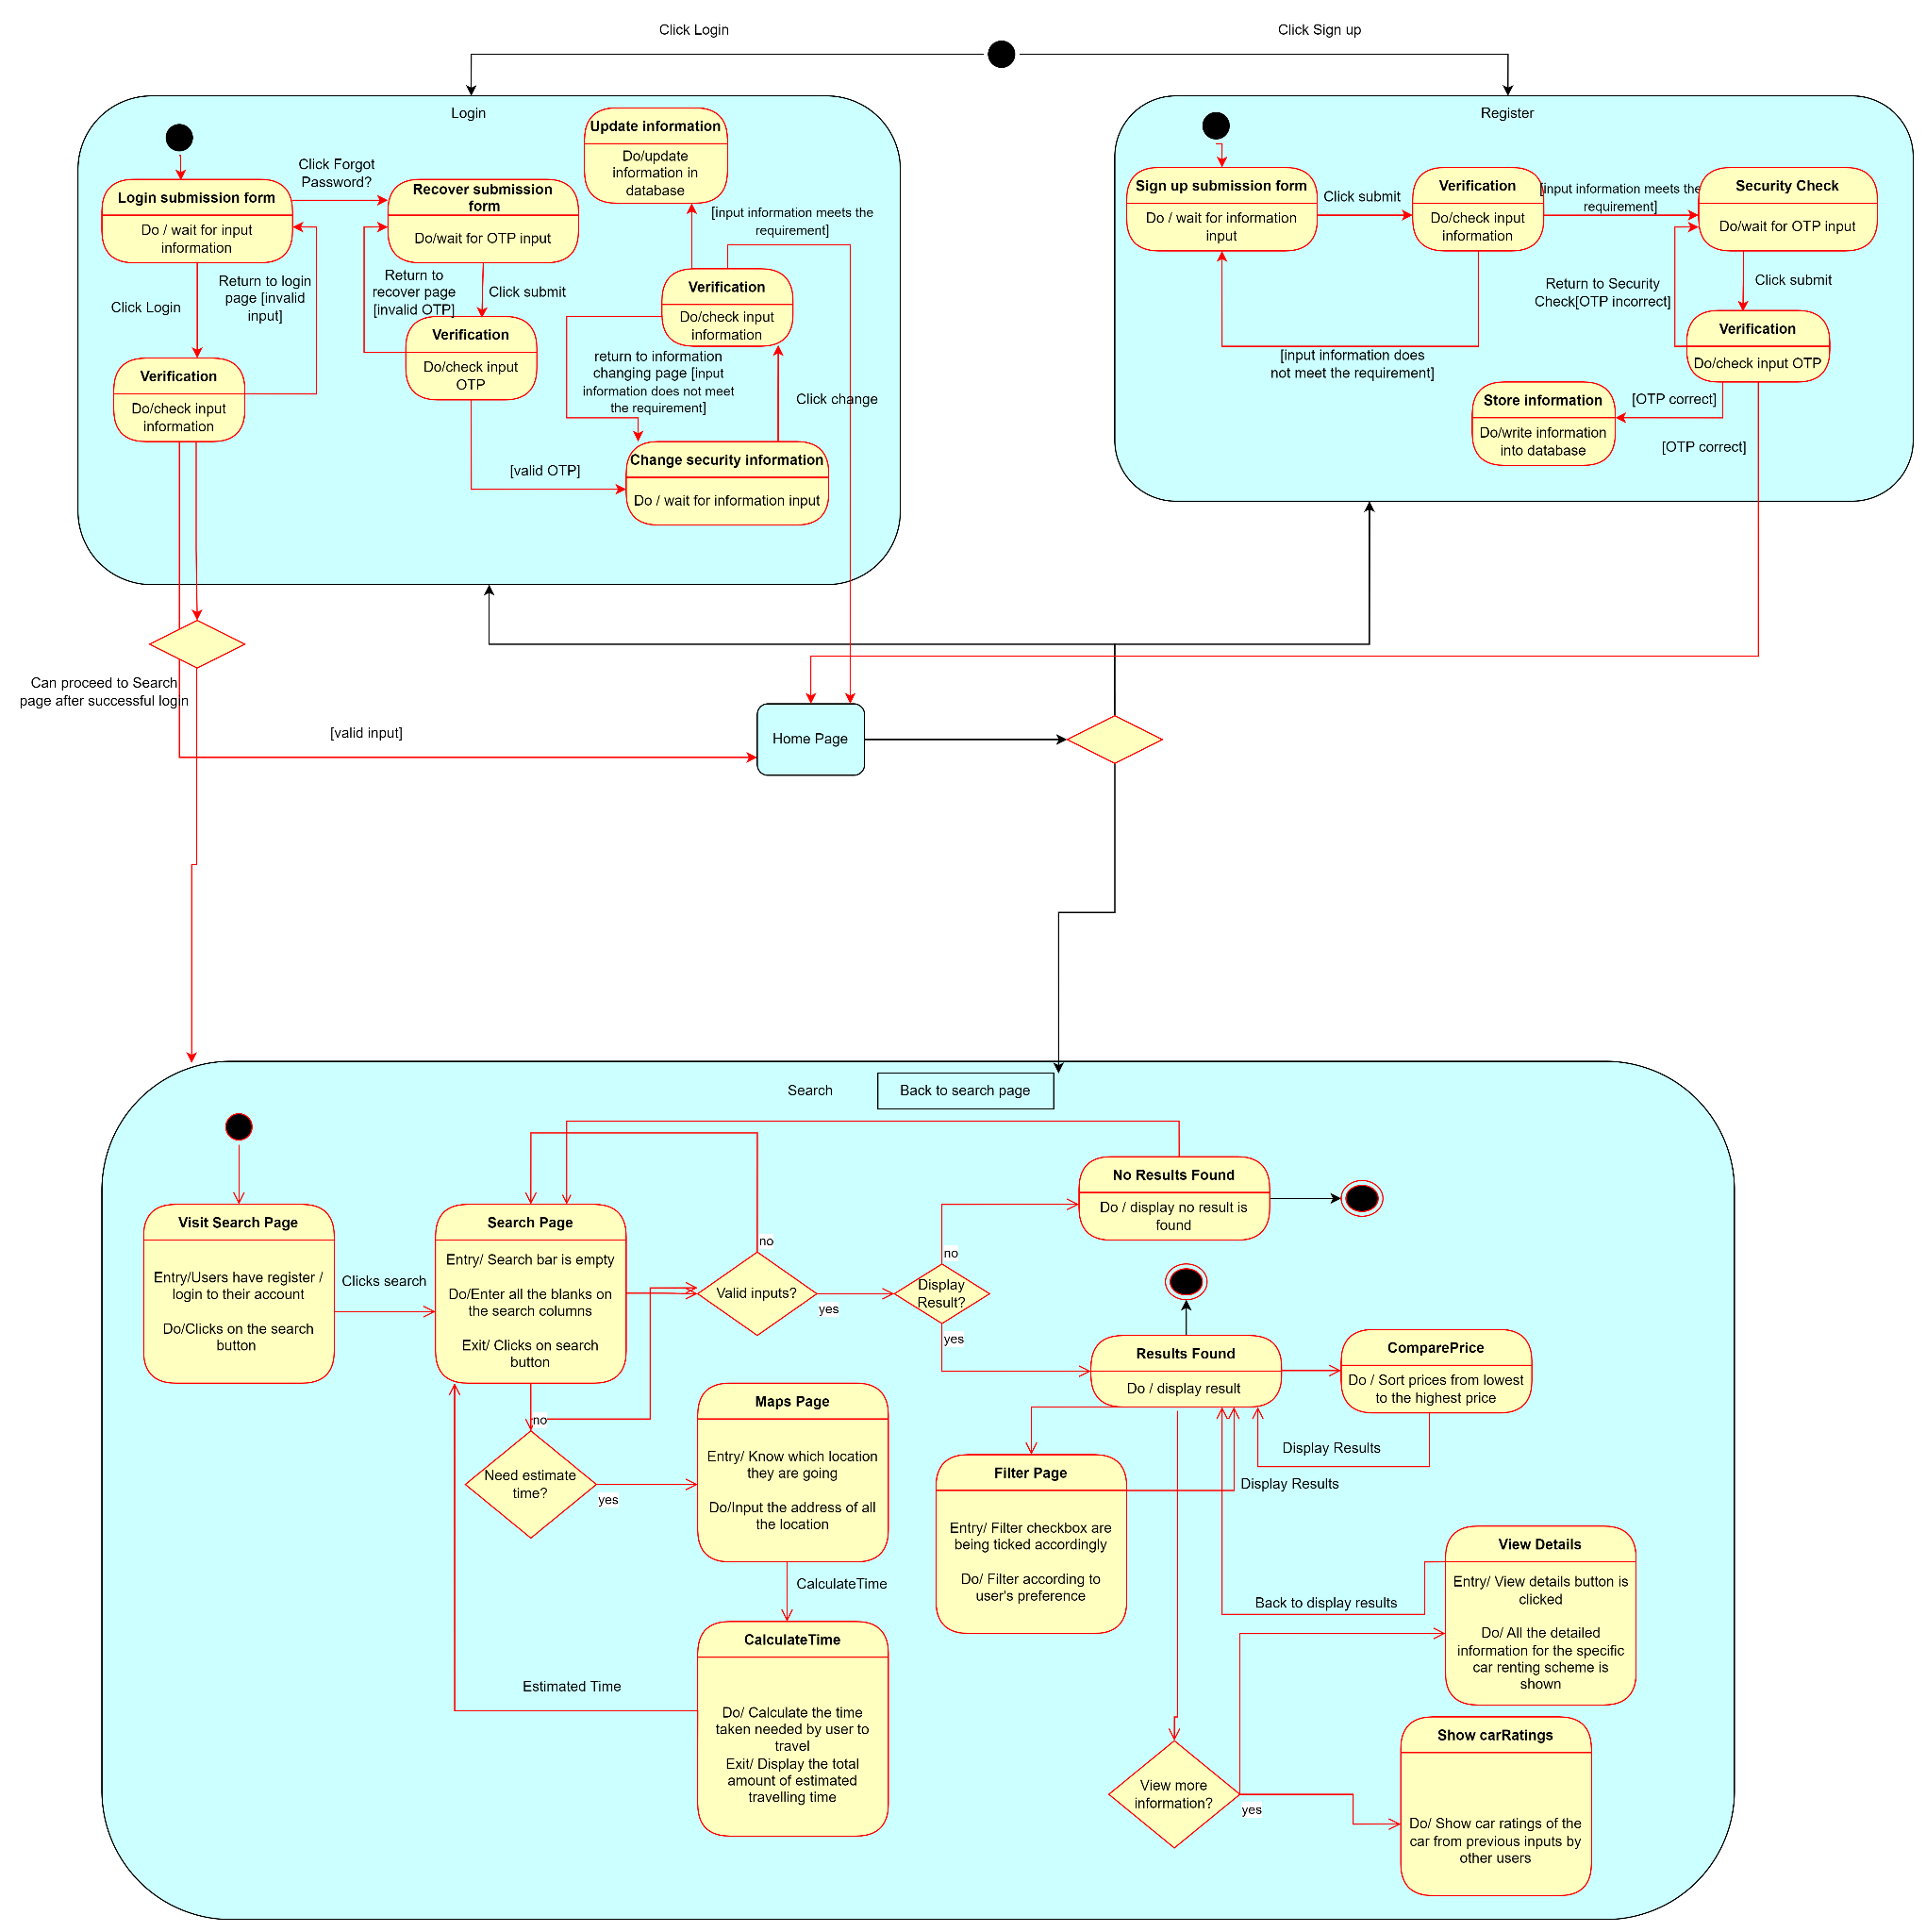 Click Login
Click Sign up
Login
Click Forgot
Password?
Login submission form
Do / wait for input
information
Recover submission
form
Do/wait for OTP input
Update information
Do/update
information in
database
[input information meets the
requirement]
Click Login
Return to login
page [invalid
input]
Return to
recover page
[invalid OTP]
Click submit
Verification
Do/check input
information
Verification
Do/check input
OTP
Verification
Do/check input
information
return to information
changing page [input
information does not meet
the requirement]
Click change
[valid OTP]
Change security information
Do / wait for information input
Register
Sign up submission form
Do / wait for information
input
Click submit
Verification
Do/check input
information
[input information meets the
requirement]
Security Check
Do/wait for OTP input
Return to Security
Check[OTP incorrect]
Click submit
[input information does
not meet the requirement]
Verification
Do/check input OTP
Store information
Do/write information
into database
[OTP correct]
[OTP correct]
Can proceed to Search
page after successful login
[valid input]
Home Page
Search
Back to search page
Visit Search Page
Entry/Users have register /
login to their account
Do/Clicks on the search
button
Clicks search
Search Page
Entry/ Search bar is empty
Do/Enter all the blanks on
the search columns
Exit/ Clicks on search
button
no
Valid inputs?
yes
no
Display
Result?
yes
No Results Found
Do / display no result is
found
Results Found
Do / display result
ComparePrice
Do / Sort prices from lowest
to the highest price
Display Results
Display Results
no
Need estimate
time?
yes
Maps Page
Entry/ Know which location
they are going
Do/Input the address of all
the location
CalculateTime
CalculateTime
Do/ Calculate the time
taken needed by user to
travel
Exit/ Display the total
amount of estimated
travelling time
Estimated Time
Filter Page
Entry/ Filter checkbox are
being ticked accordingly
Do/ Filter according to
user's preference
View Details
Entry/ View details button is
clicked
Do/ All the detailed
information for the specific
car renting scheme is
shown
Back to display results
View more
information?
yes
Show carRatings
Do/ Show car ratings of the
car from previous inputs by
other users